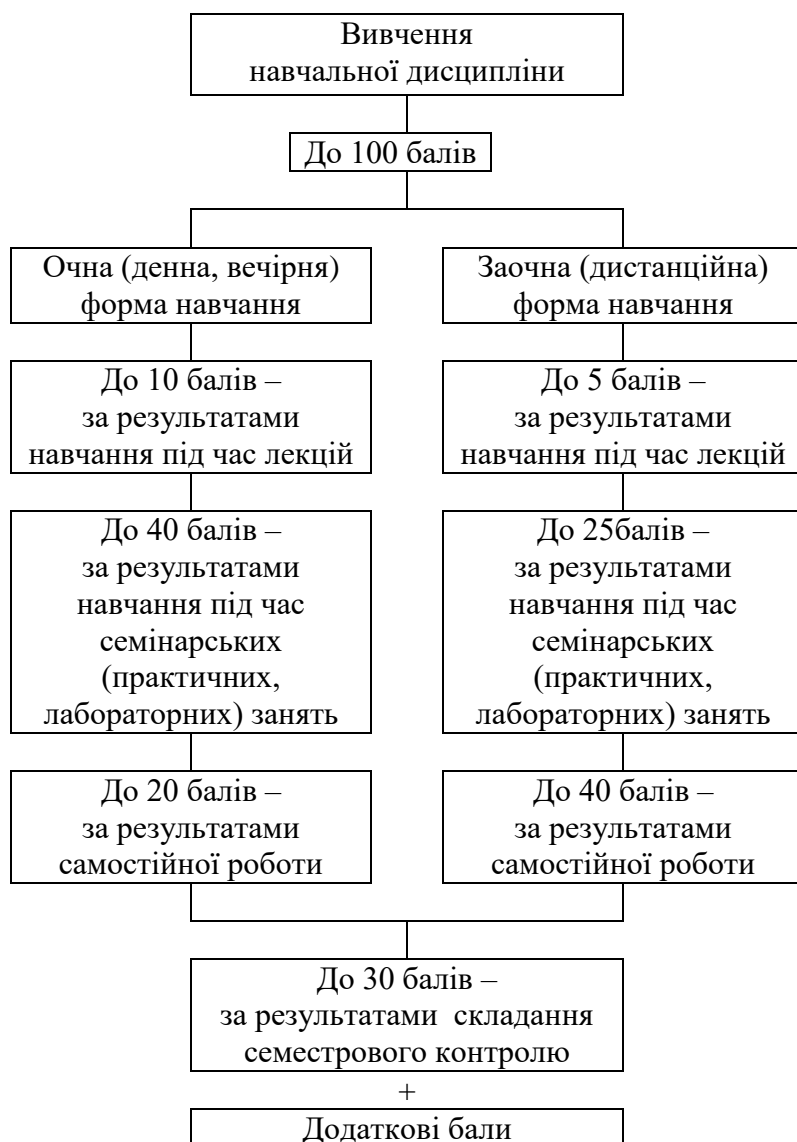 Вивчення
навчальної дисципліни
До 100 балів
Очна (денна, вечірня)
форма навчання
До 10 балів –
за результатами
навчання під час лекцій
До 40 балів –
за результатами
навчання під час
семінарських
(практичних,
лабораторних) занять
До 20 балів –
за результатами
самостійної роботи
Заочна (дистанційна)
форма навчання
До 5 балів –
за результатами
навчання під час лекцій
До 25балів –
за результатами
навчання під час
семінарських
(практичних,
лабораторних) занять
До 40 балів –
за результатами
самостійної роботи
До 30 балів –
за результатами складання
семестрового контролю
+
Додаткові бали